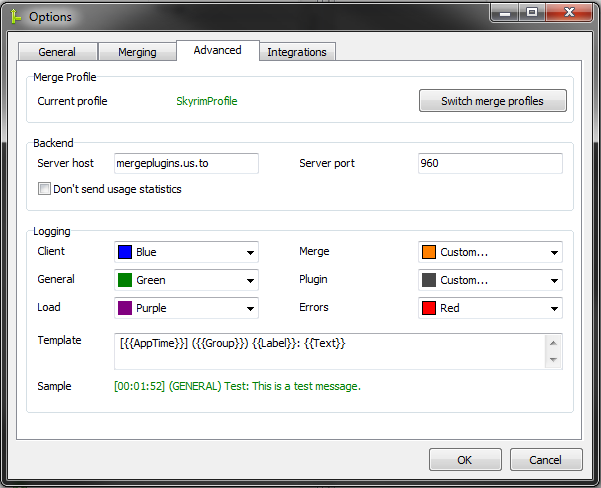 Options
General Merging Advanced Integrations
Merge Profile
Current profile SkyrimProfile Switch merge profiles
Backend
Server host mergeplugins.us.to Server port 960
Don't send usage statistics
Logging
Client Blue Merge Custom...
General Green Plugin Custom...
Load Purple Errors Red
Template [{{AppTime}}] ({{Group}}) {{Label}}: {{Text}}
Sample [00:01:52] (GENERAL) Test: This is a test message.
OK Cancel